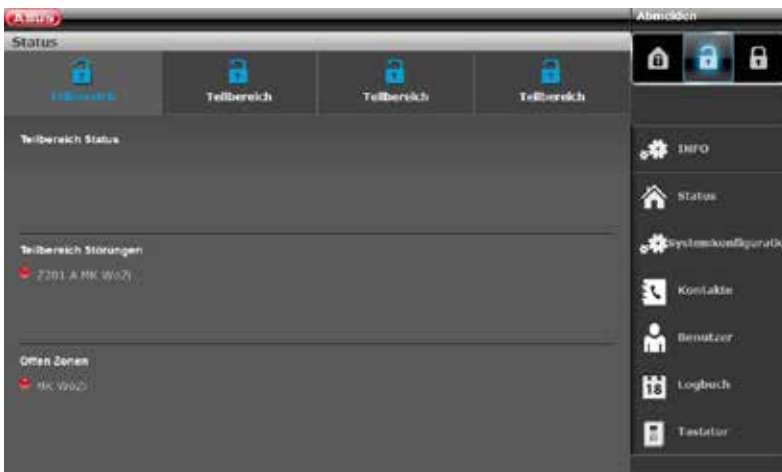 ABUS
Abmelden
Status
Teilbereich Teilbereich Teilbereich Teilbereich
Teilbereich Status
INFO
Status
Teilbereich Störungen
Z201 A MK WoZi
Systemkonfiguratio
Kontakte
Benutzer
Offen Zonen
MK WoZi
18
Logbuch
Tastatur